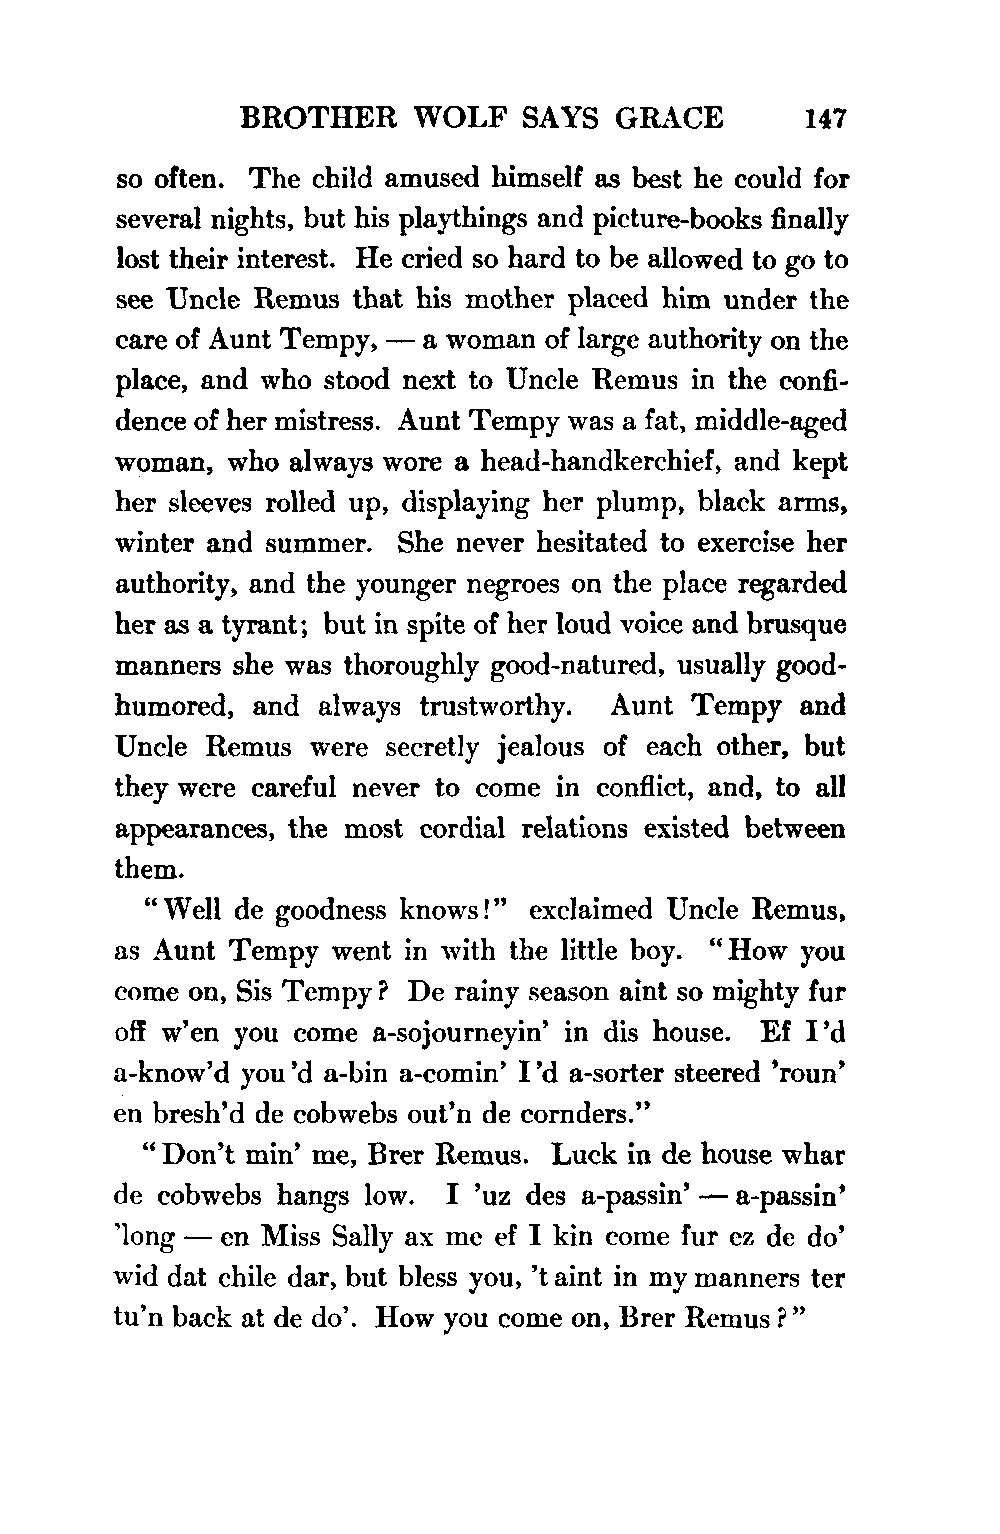 BROTHER WOLF SAYS GRACE 147
so often. The child amused himself as best he could for
several nights, but his playthings and picture-books finally
lost their interest. He cried so hard to be allowed to go to
see Uncle Remus that his mother placed him under the
care of Aunt Tempy, — a woman of large authority on the
place, and who stood next to Uncle Remus in the confi-
dence of her mistress. Aunt Tempy was a fat, middle-aged
woman, who always wore a head-handkerchief, and kept
her sleeves rolled up, displaying her plump, black arms,
winter and summer. She never hesitated to exercise her
authority, and the younger negroes on the place regarded
her as a tyrant; but in spite of her loud voice and brusque
manners she was thoroughly good-natured, usually good-
humored, and always trustworthy. Aunt Tempy and
Uncle Remus were secretly jealous of each other, but
they were careful never to come in conflict, and, to all
appearances, the most cordial relations existed between
them.
"Well de goodness knows!" exclaimed Uncle Remus,
as Aunt Tempy went in with the little boy. "How you
come on, Sis Tempy? De rainy season aint so mighty fur
off w'en you come a-sojourneyin' in dis house. Ef I'd
a-know'd you'd a-bin a-comin' I'd a-sorter steered 'roun'
en bresh'd de cobwebs out'n de cornders."
"Don't min' me, Brer Remus. Luck in de house whar
de cobwebs hangs low. I 'uz des a-passin' — a-passin'
'long — en Miss Sally ax me ef I kin come fur ez de do'
wid dat chile dar, but bless you, 't aint in my manners ter
tu'n back at de do'. How you come on, Brer Remus?"